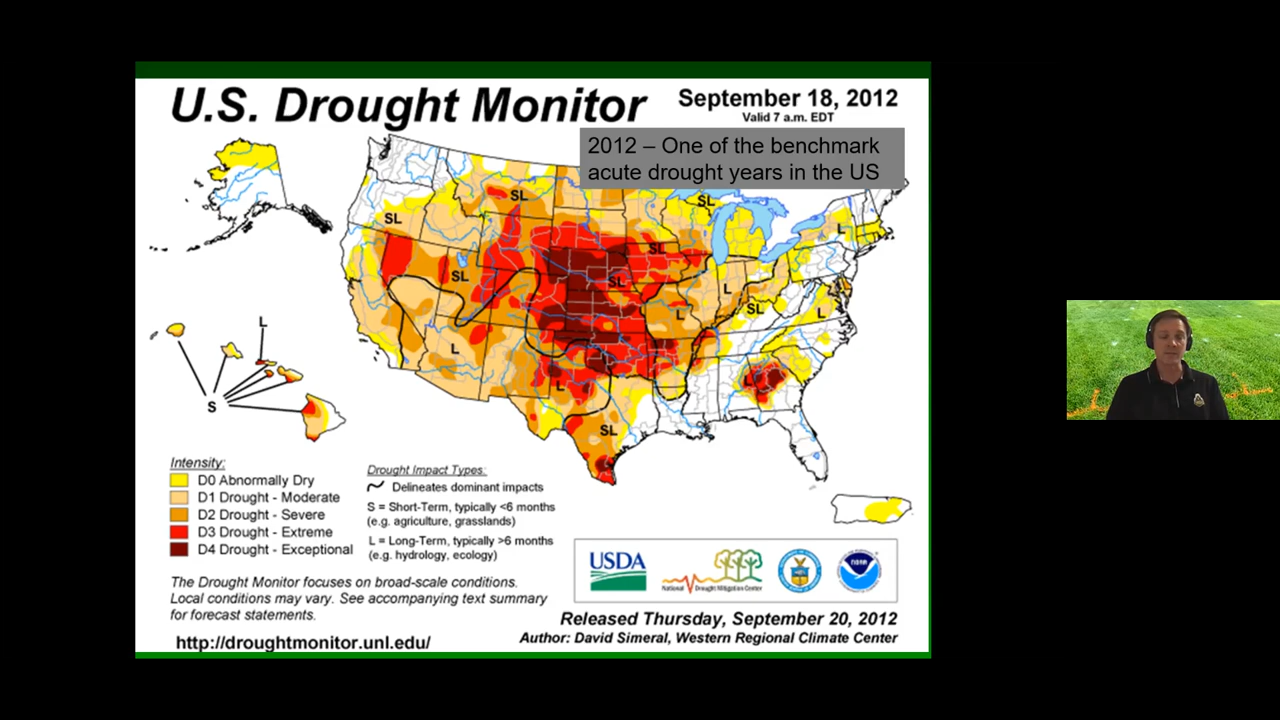 U.S. Drought Monitor
September 18, 2012
Valid 7 a.m. EDT
2012 – One of the benchmark
acute drought years in the US
SL
SL
L
SL
SL
SL
SL
L
L
SL
L
L
L
L
SL
L
S
Intensity:
D0 Abnormally Dry
D1 Drought - Moderate
D2 Drought - Severe
D3 Drought - Extreme
D4 Drought - Exceptional
Drought Impact Types:
Delineates dominant impacts
S = Short-Term, typically <6 months
(e.g. agriculture, grasslands)
L = Long-Term, typically >6 months
(e.g. hydrology, ecology)
The Drought Monitor focuses on broad-scale conditions.
Local conditions may vary. See accompanying text summary
for forecast statements.
http://droughtmonitor.unl.edu/
USDA
National Drought Mitigation Center
NOAA
Released Thursday, September 20, 2012
Author: David Simeral, Western Regional Climate Center